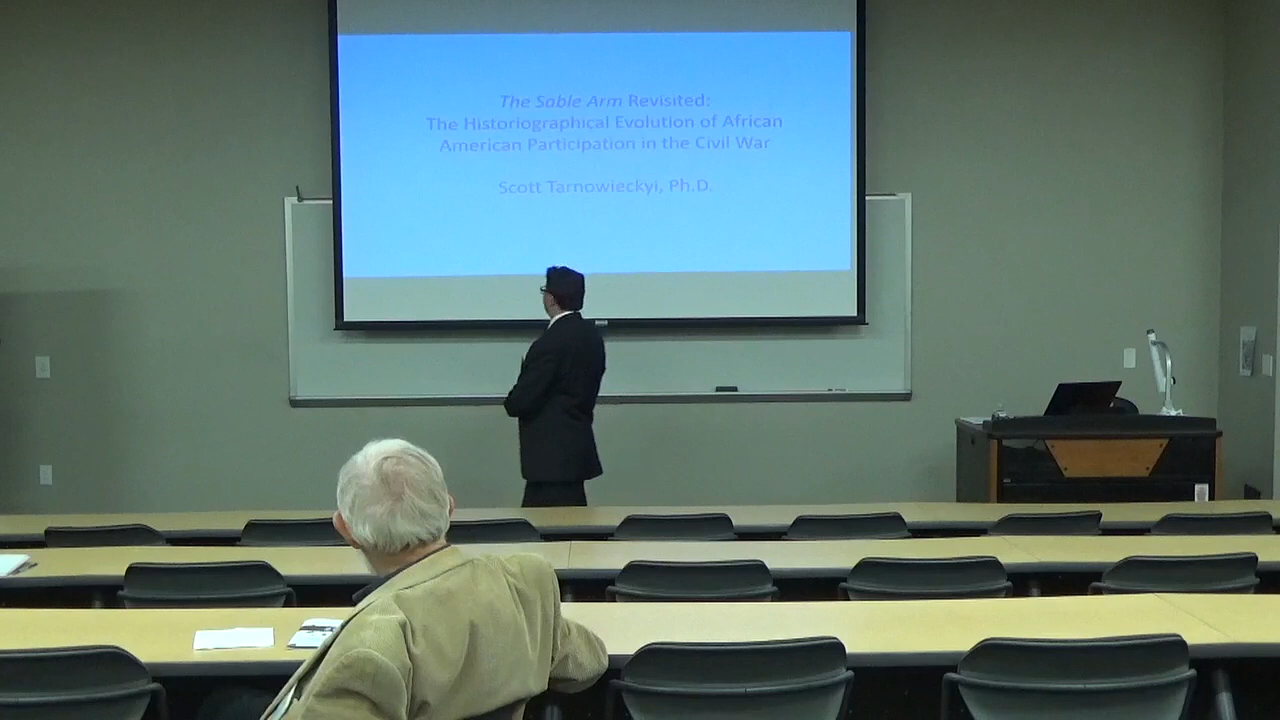 The Sable Arm Revisited:
The Historiographical Evolution of African
American Participation in the Civil War
Scott Tarnowieckyi, Ph.D.